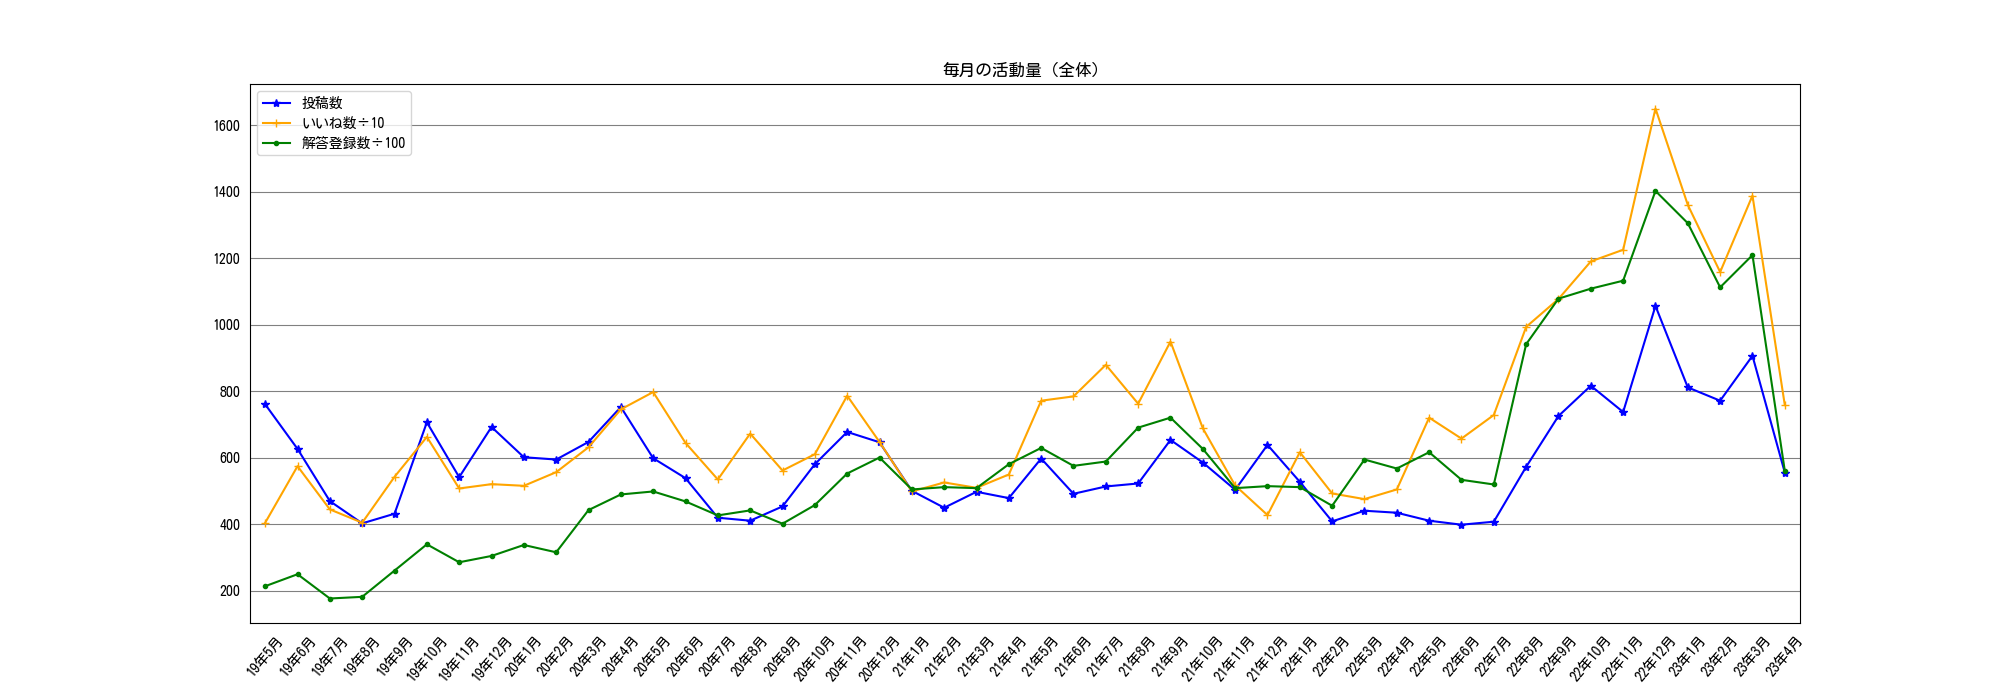 毎月の活動量（全体）
投稿数
いいね数÷10
解答登録数÷100
1600
1400
1200
1000
800
600
400
200
19年5月
19年6月
19年7月
19年8月
19年9月
19年10月
19年11月
19年12月
20年1月
20年2月
20年3月
20年4月
20年5月
20年6月
20年7月
20年8月
20年9月
20年10月
20年11月
20年12月
21年1月
21年2月
21年3月
21年4月
21年5月
21年6月
21年7月
21年8月
21年9月
21年10月
21年11月
21年12月
22年1月
22年2月
22年3月
22年4月
22年5月
22年6月
22年7月
22年8月
22年9月
22年10月
22年11月
22年12月
23年1月
23年2月
23年3月
23年4月